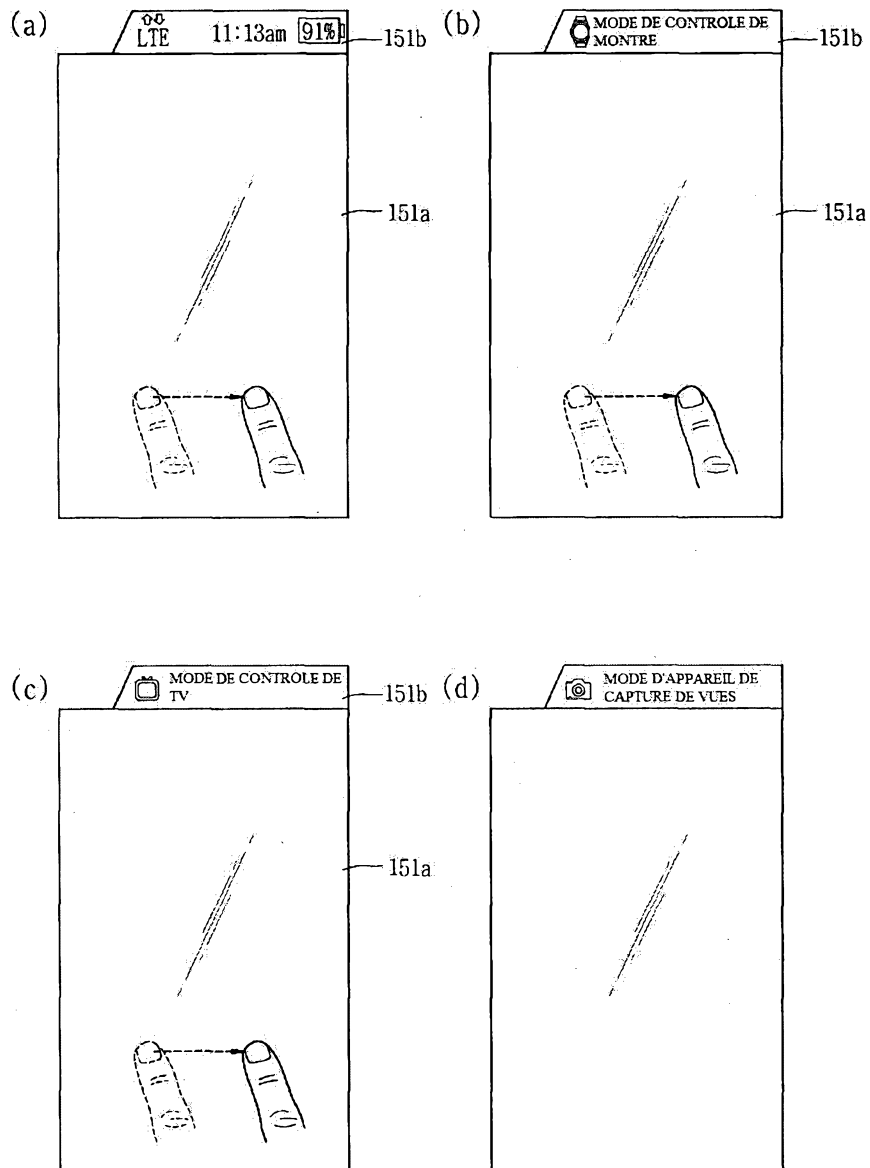 (a)
LTE 11:13am 91%
151b
151a
(b)
MODE DE CONTROLE DE
MONTRE
151b
151a
(c)
MODE DE CONTROLE DE
TV
151b
151a
(d)
MODE D'APPAREIL DE
CAPTURE DE VUES